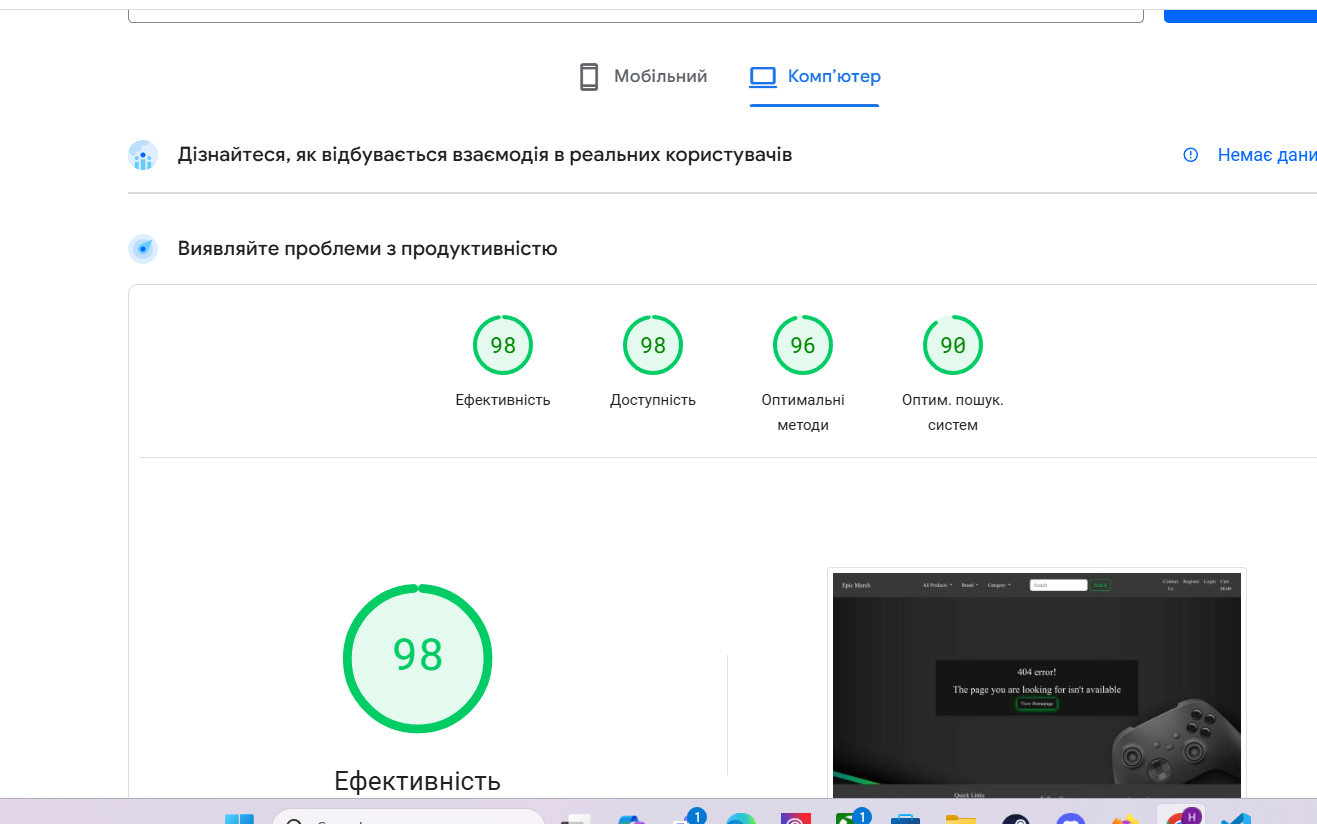 Мобільний
Комп'ютер
Дізнайтеся, як відбувається взаємодія в реальних користувачів
Немає дани
Виявляйте проблеми з продуктивністю
98
98
96
90
Ефективність
Доступність
Оптимальні
методи
Оптим. пошук.
систем
98
Ефективність
Epic Merch
All Products
Brand
Category
Search
Search
Contact
Us
Register
Login
Cart
404 error!
The page you are looking for isn't available
View Homepage
Quick Links
1
1
H